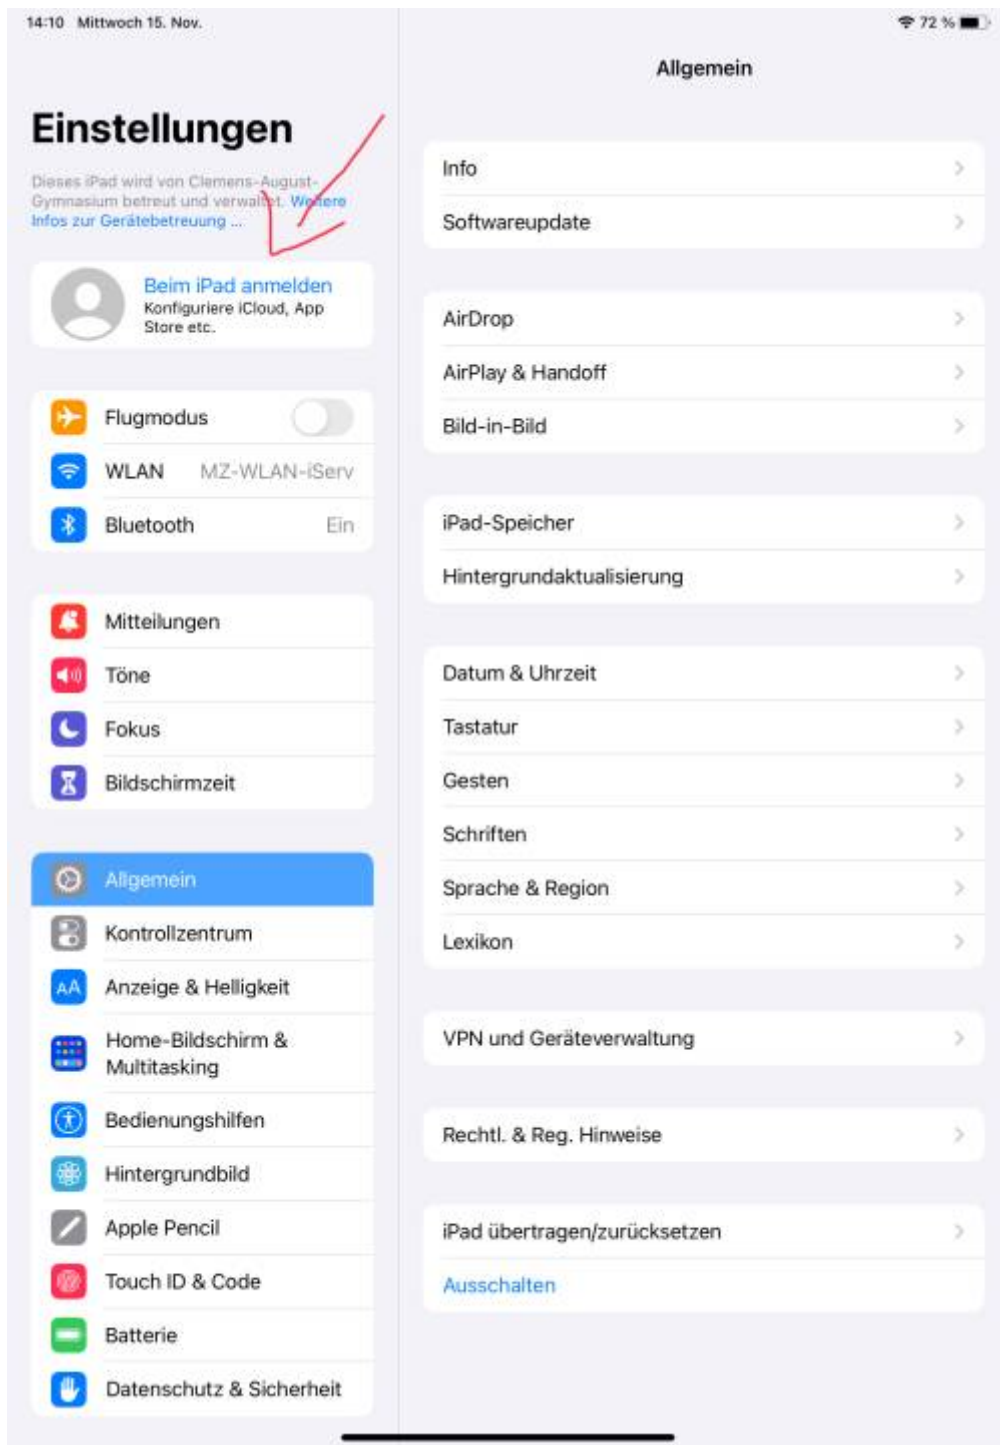 14:10 Mittwoch 15. Nov.
72 %
Einstellungen
Dieses iPad wird von Clemens-August-
Gymnasium betreut und verwaltet. Weitere
Infos zur Gerätebetreuung ...
Beim iPad anmelden
Konfiguriere iCloud, App
Store etc.
Flugmodus
WLAN MZ-WLAN-iServ
Bluetooth Ein
Mitteilungen
Töne
Fokus
Bildschirmzeit
Allgemein
Kontrollzentrum
AA Anzeige & Helligkeit
Home-Bildschirm &
Multitasking
Bedienungshilfen
Hintergrundbild
Apple Pencil
Touch ID & Code
Batterie
Datenschutz & Sicherheit
Allgemein
Info
Softwareupdate
AirDrop
AirPlay & Handoff
Bild-in-Bild
iPad-Speicher
Hintergrundaktualisierung
Datum & Uhrzeit
Tastatur
Gesten
Schriften
Sprache & Region
Lexikon
VPN und Geräteverwaltung
Rechtl. & Reg. Hinweise
iPad übertragen/zurücksetzen
Ausschalten